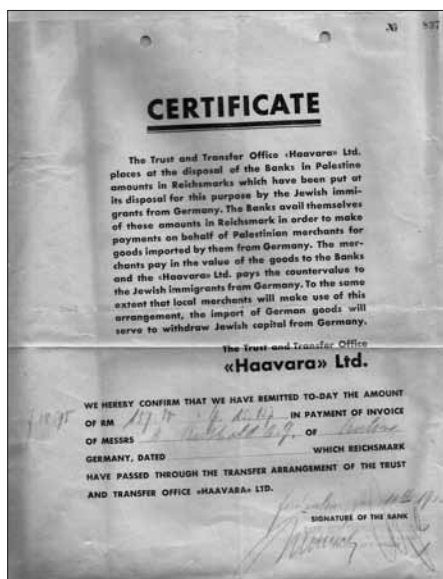 CERTIFICATE
The Trust and Transfer Office «Haavara» Ltd.
places at the disposal of the Banks in Palestine
amounts in Reichsmarks which have been put at
its disposal for this purpose by the Jewish immi-
grants from Germany. The Banks avail themselves
of these amounts in Reichsmark in order to make
payments on behalf of Palestinian merchants for
goods imported by them from Germany. The mer-
chants pay in the value of the goods to the Banks
and the «Haavara» Ltd. pays the countervalue to
the Jewish immigrants from Germany. To the same
extent that local merchants will make use of this
arrangement, the import of German goods will
serve to withdraw Jewish capital from Germany.
The Trust and Transfer Office
«Haavara» Ltd.
WE HEREBY CONFIRM THAT WE HAVE REMITTED TO-DAY THE AMOUNT
OF RM IN PAYMENT OF INVOICE
OF MESSRS OF
GERMANY, DATED WHICH REICHSMARK
HAVE PASSED THROUGH THE TRANSFER ARRANGEMENT OF THE TRUST
AND TRANSFER OFFICE «HAAVARA» LTD.
SIGNATURE OF THE BANK